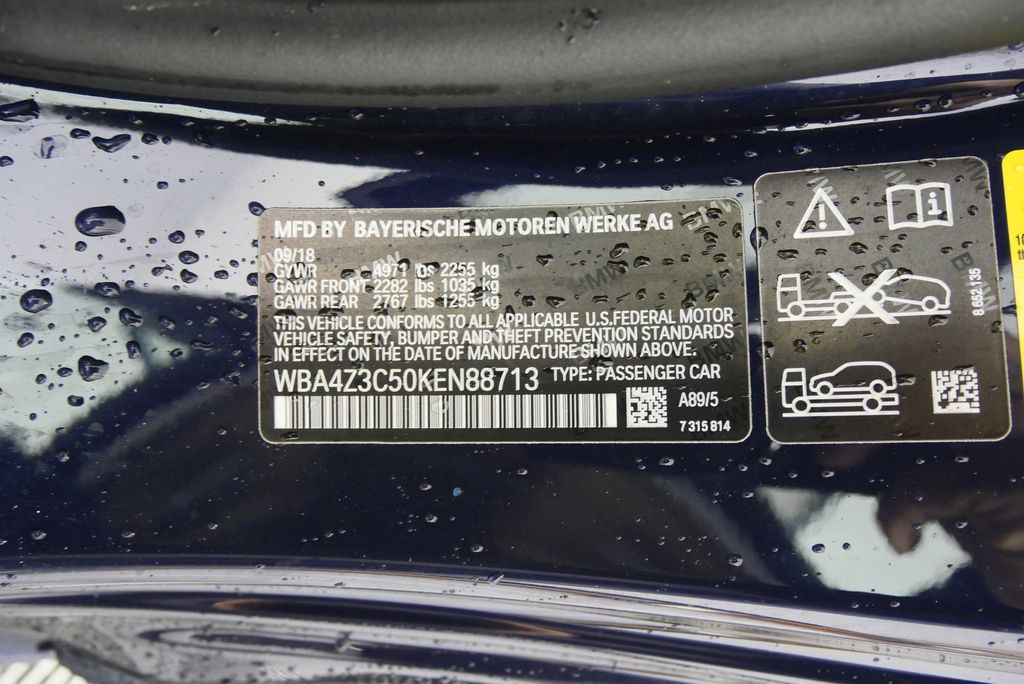 MFD BY BAYERISCHE MOTOREN WERKE AG
09/18
GVWR 4971 lbs 2255 kg
GAWR FRONT 2282 lbs 1035 kg
GAWR REAR 2767 lbs 1255 kg
THIS VEHICLE CONFORMS TO ALL APPLICABLE U.S.FEDERAL MOTOR
VEHICLE SAFETY, BUMPER AND THEFT PREVENTION STANDARDS
IN EFFECT ON THE DATE OF MANUFACTURE SHOWN ABOVE.
WBA4Z3C50KEN88713 TYPE: PASSENGER CAR
A89/5
7 315 814
i
8 652 135
BMW